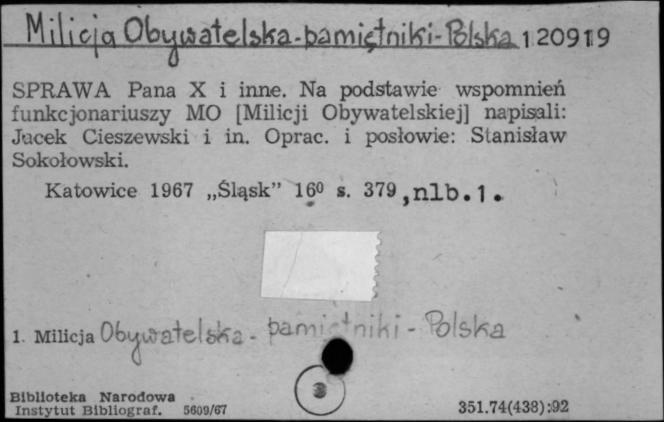 Milicja Obywatelska-pamiętniki-Polska 120919
SPRAWA Pana X i inne. Na podstawie wspomnień
funkcjonariuszy MO [Milicji Obywatelskiej] napisali:
Jacek Cieszewski i in. Oprac. i posłowie: Stanisław
Sokołowski.
Katowice 1967 „Śląsk” 16⁰ s. 379, nlb. 1.
1. Milicja Obywatelska - pamiętniki - Polska
Biblioteka Narodowa
Instytut Bibliograf. 5609/67
351.74(438):92